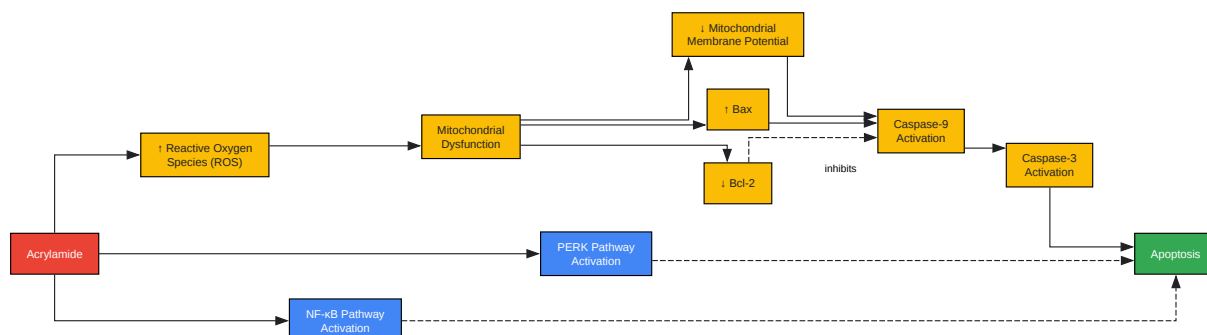 ↓ Mitochondrial
Membrane Potential
↑ Bax
Mitochondrial
Dysfunction
Caspase-9
Activation
↑ Reactive Oxygen
Species (ROS)
inhibits
Caspase-3
Activation
↓ Bcl-2
Acrylamide
PERK Pathway
Activation
Apoptosis
NF-κB Pathway
Activation